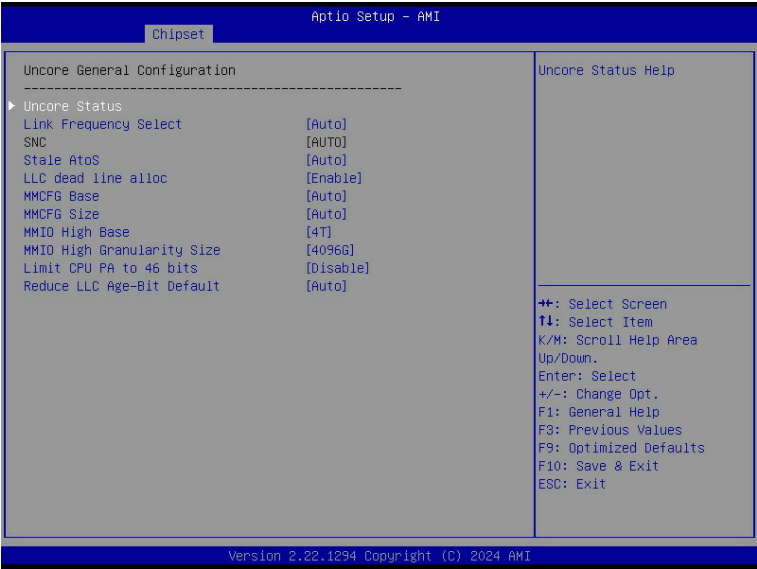 Aptio Setup – AMI
Chipset
Uncore General Configuration
--------------------------------------------------
Uncore Status
Link Frequency Select [Auto]
SNC [AUTO]
Stale AtoS [Auto]
LLC dead line alloc [Enable]
MMCFG Base [Auto]
MMCFG Size [Auto]
MMIO High Base [4T]
MMIO High Granularity Size [4096G]
Limit CPU PA to 46 bits [Disable]
Reduce LLC Age-Bit Default [Auto]
Uncore Status Help
→←: Select Screen
↑↓: Select Item
K/M: Scroll Help Area
Up/Down.
Enter: Select
+/-: Change Opt.
F1: General Help
F3: Previous Values
F9: Optimized Defaults
F10: Save & Exit
ESC: Exit
Version 2.22.1294 Copyright (C) 2024 AMI